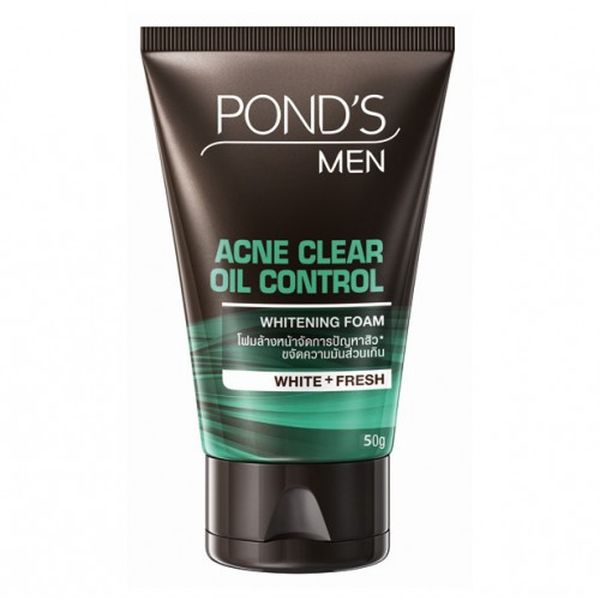 POND'S
MEN
ACNE CLEAR
OIL CONTROL
WHITENING FOAM
โฟมล้างหน้าจัดการปัญหาสิว*
ขจัดความมันส่วนเกิน
WHITE + FRESH
50g